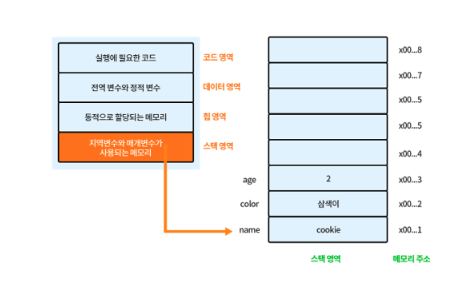 실행에 필요한 코드
코드 영역
전역 변수와 정적 변수
데이터 영역
동적으로 할당되는 메모리
힙 영역
지역변수와 매개변수가
사용되는 메모리
스택 영역
x00...8
x00...7
x00...5
x00...5
x00...4
age
2
x00...3
color
삼색이
x00...2
name
cookie
x00...1
스택 영역
메모리 주소